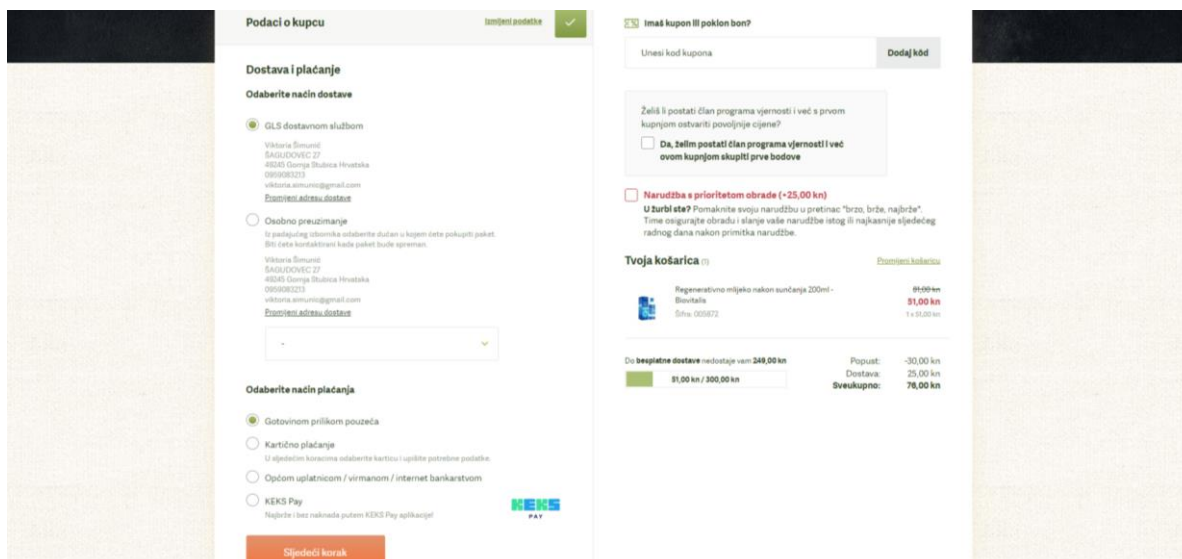 Podaci o kupcu
Izmijeni podatke
Dostava i plaćanje
Odaberite način dostave
GLS dostavnom službom
Viktoria Šimunić
ŠAGUDOVEC 27
49245 Gornja Stubica Hrvatska
0959083213
viktoria.simunic@gmail.com
Promijeni adresu dostave
Osobno preuzimanje
Iz padajućeg izbornika odaberite dućan u kojem ćete pokupiti paket.
Biti ćete kontaktirani kada paket bude spreman.
Viktoria Šimunić
ŠAGUDOVEC 27
49245 Gornja Stubica Hrvatska
0959083213
viktoria.simunic@gmail.com
Promijeni adresu dostave
-
Odaberite način plaćanja
Gotovinom prilikom pouzeća
Kartično plaćanje
U sljedećim koracima odaberite karticu i upišite potrebne podatke.
Općom uplatnicom / virmanom / internet bankarstvom
KEKS Pay
Najbrže i bez naknada putem KEKS Pay aplikacije!
KEKS
PAY
Sljedeći korak
Imaš kupon ili poklon bon?
Unesi kod kupona
Dodaj kôd
Želiš li postati član programa vjernosti i već s prvom
kupnjom ostvariti povoljnije cijene?
Da, želim postati član programa vjernosti i već
ovom kupnjom skupiti prve bodove
Narudžba s prioritetom obrade (+25,00 kn)
U žurbi ste? Pomaknite svoju narudžbu u pretinac "brzo, brže, najbrže".
Time osigurajte obradu i slanje vaše narudžbe istog ili najkasnije sljedećeg
radnog dana nakon primitka narudžbe.
Tvoja košarica (1)
Promijeni košaricu
Regenerativno mlijeko nakon sunčanja 200ml -
Biovitalis
Šifra: 005872
81,00 kn
51,00 kn
1 x 51,00 kn
Do besplatne dostave nedostaje vam 249,00 kn
51,00 kn / 300,00 kn
Popust: -30,00 kn
Dostava: 25,00 kn
Sveukupno: 76,00 kn